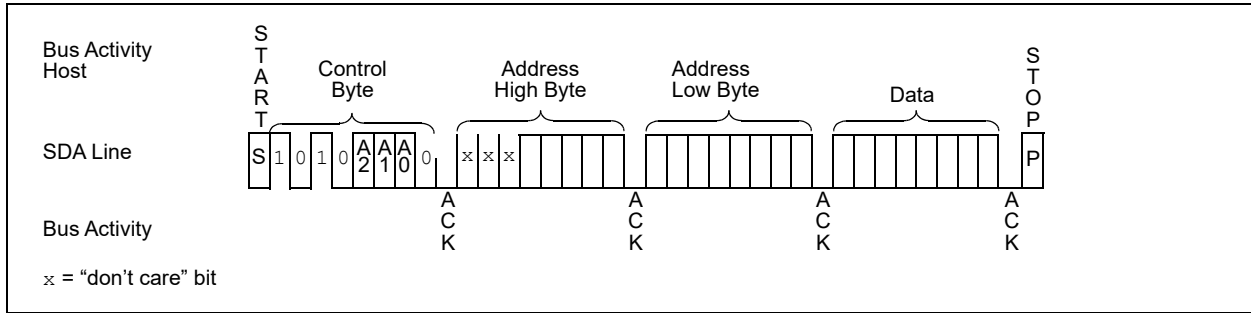 Bus Activity
Host
START
Control
Byte
Address
High Byte
Address
Low Byte
Data
STOP
SDA Line
S 1 0 1 0 A2 A1 A0 0 x x x P
Bus Activity
ACK ACK ACK ACK
x = “don’t care” bit